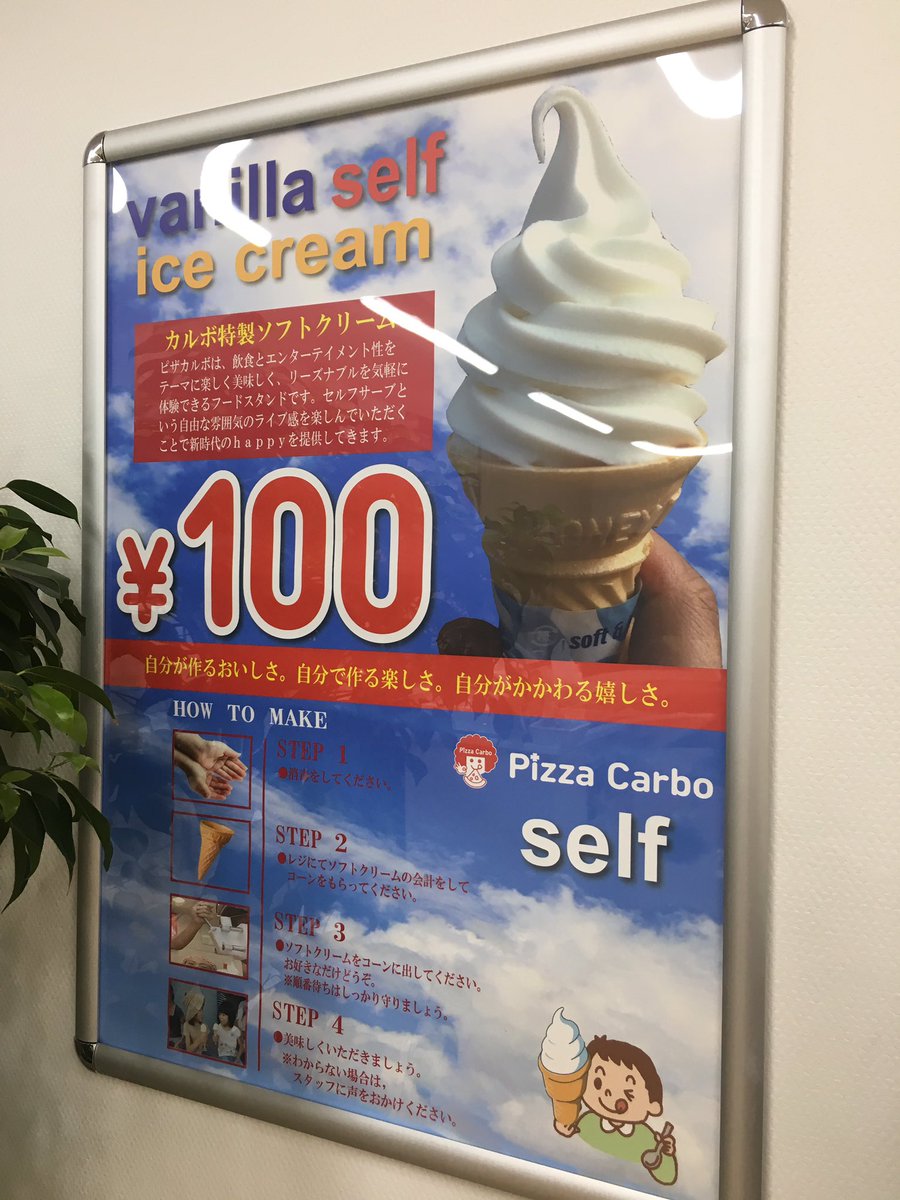 vanilla self
ice cream
カルボ特製ソフトクリーム
ピザカルボは、飲食とエンターテイメント性を
テーマに楽しく美味しく、リーズナブルを気軽に
体験できるフードスタンドです。セルフサーブと
いう自由な雰囲気のライブ感を楽しんでいただく
ことで新時代のhappyを提供してきます。
¥100
soft
自分が作るおいしさ。自分で作る楽しさ。自分がかかわる嬉しさ。
HOW TO MAKE
STEP 1
●消毒をしてください。
STEP 2
●レジにてソフトクリームの会計をして
コーンをもらってください。
STEP 3
●ソフトクリームをコーンに出してください。
お好きなだけどうぞ。
※順番待ちはしっかり守りましょう。
STEP 4
●美味しくいただきましょう。
※わからない場合は,
スタッフに声をおかけください。
Pizza Carbo
Pizza Carbo
self